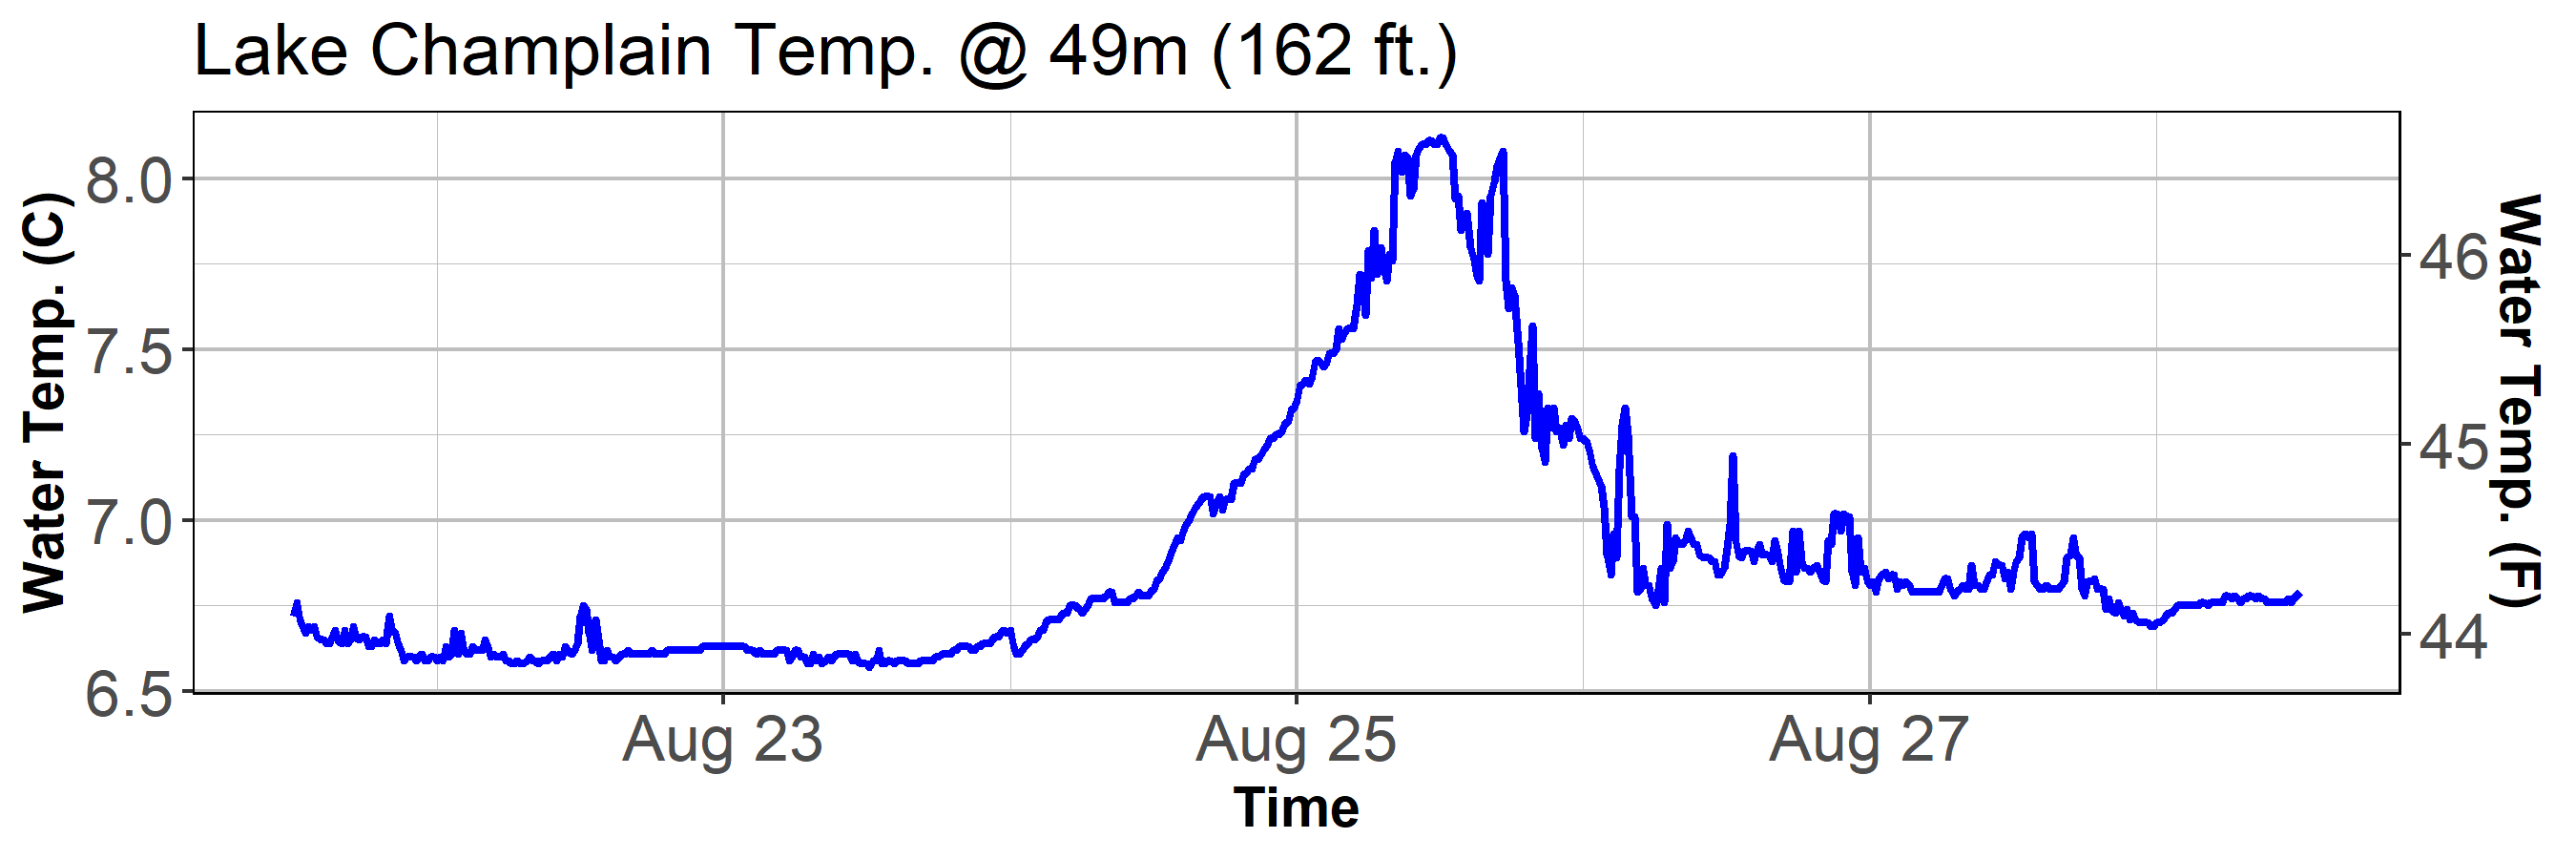 Lake Champlain Temp. @ 49m (162 ft.)
Water Temp. (C)
8.0
7.5
7.0
6.5
46
45
44
Water Temp. (F)
Aug 23 Aug 25 Aug 27
Time